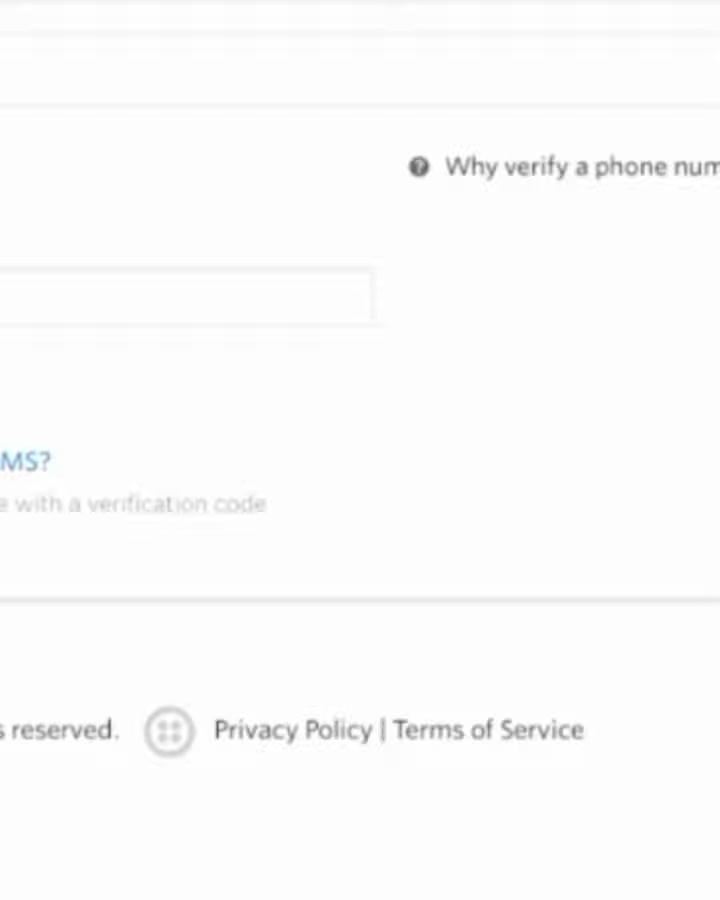 Why verify a phone num
MS?
e with a verification code
s reserved.
Privacy Policy | Terms of Service